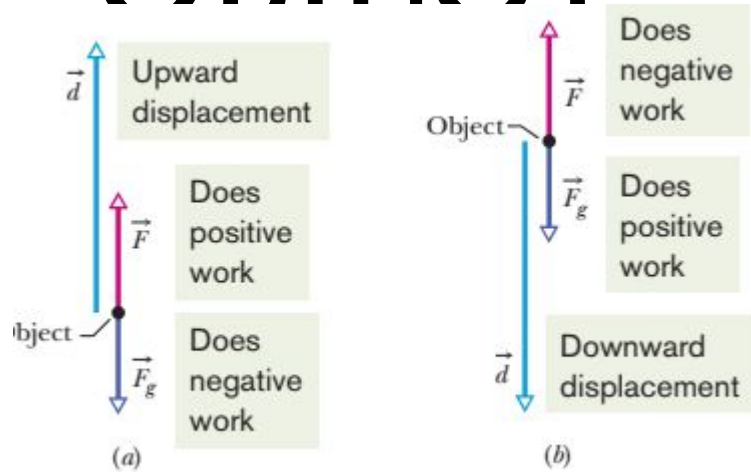 d
Upward
displacement
F
Does
positive
work
bject
F_g
Does
negative
work
(a)
Does
negative
work
F
Object
F_g
Does
positive
work
d
Downward
displacement
(b)